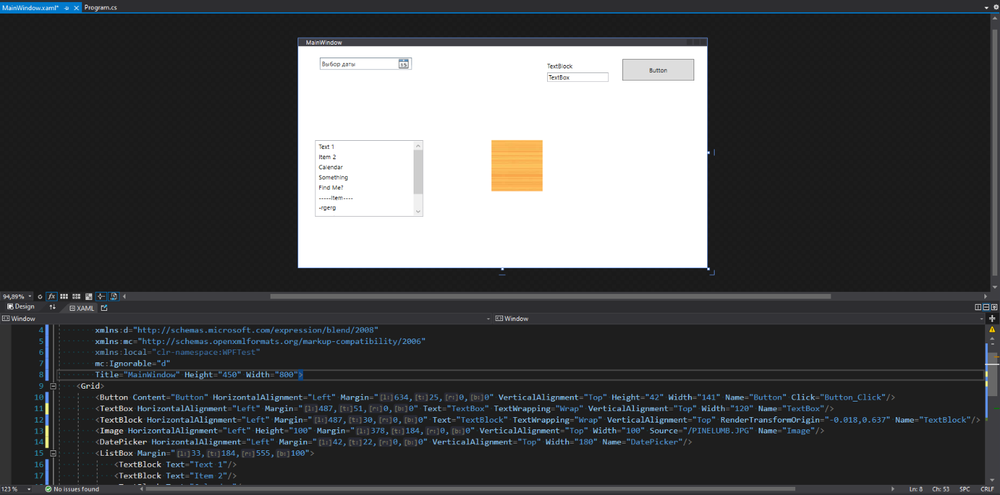 MainWindow.xaml* Program.cs
MainWindow
Выбор даты 15
TextBlock
TextBox
Button
Text 1
Item 2
Calendar
Something
Find Me?
-----Item----
-rgerg
94,89% fx
Design XAML
Window Window
4 xmlns:d="http://schemas.microsoft.com/expression/blend/2008"
5 xmlns:mc="http://schemas.openxmlformats.org/markup-compatibility/2006"
6 xmlns:local="clr-namespace:WPFTest"
7 mc:Ignorable="d"
8 Title="MainWindow" Height="450" Width="800">
9 <Grid>
10 <Button Content="Button" HorizontalAlignment="Left" Margin="[l:]634,[t:]25,[r:]0,[b:]0" VerticalAlignment="Top" Height="42" Width="141" Name="Button" Click="Button_Click"/>
11 <TextBox HorizontalAlignment="Left" Margin="[l:]487,[t:]51,[r:]0,[b:]0" Text="TextBox" TextWrapping="Wrap" VerticalAlignment="Top" Width="120" Name="TextBox"/>
12 <TextBlock HorizontalAlignment="Left" Margin="[l:]487,[t:]30,[r:]0,[b:]0" Text="TextBlock" TextWrapping="Wrap" VerticalAlignment="Top" RenderTransformOrigin="-0.018,0.637" Name="TextBlock"/>
13 <Image HorizontalAlignment="Left" Height="100" Margin="[l:]378,[t:]184,[r:]0,[b:]0" VerticalAlignment="Top" Width="100" Source="/PINELUMB.JPG" Name="Image"/>
14 <DatePicker HorizontalAlignment="Left" Margin="[l:]42,[t:]22,[r:]0,[b:]0" VerticalAlignment="Top" Width="180" Name="DatePicker"/>
15 <ListBox Margin="[l:]33,[t:]184,[r:]555,[b:]100">
16 <TextBlock Text="Text 1"/>
17 <TextBlock Text="Item 2"/>
123 % No issues found Ln: 8 Ch: 53 SPC CRLF